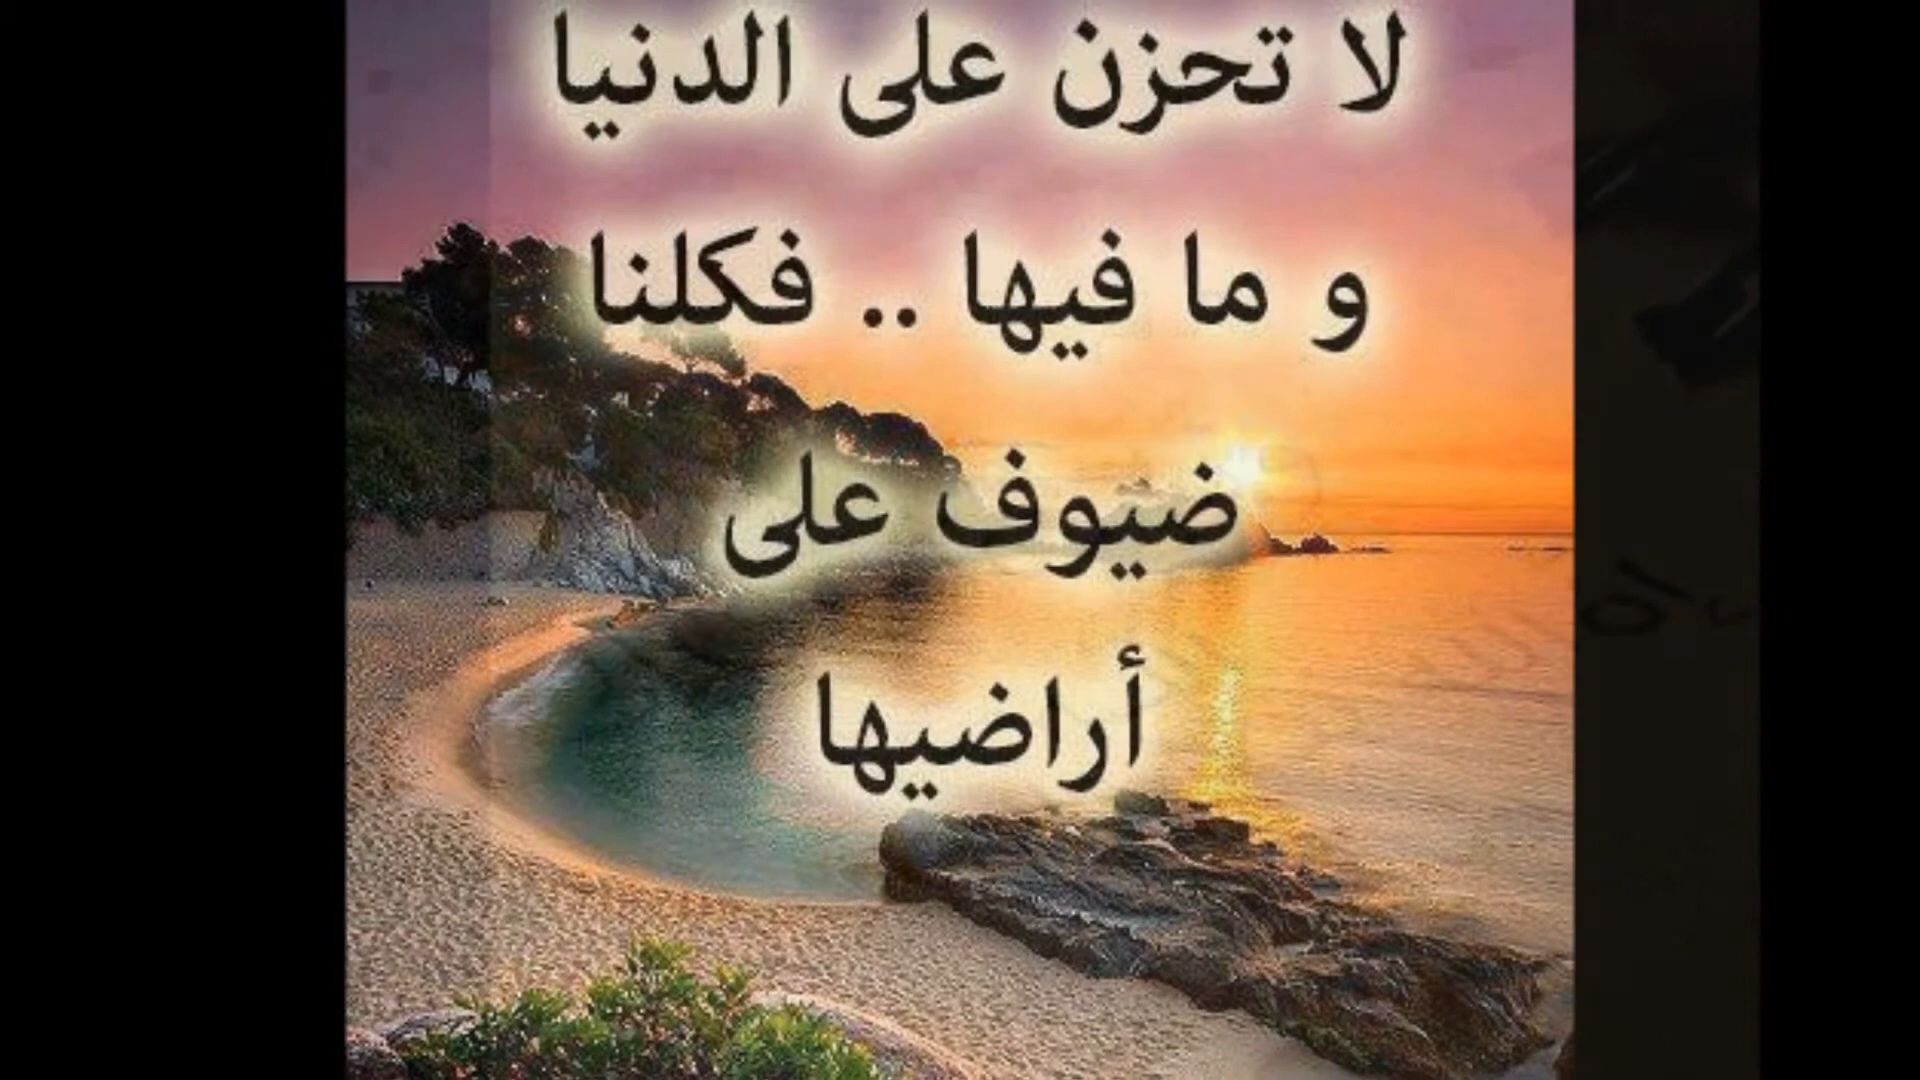 لا تحزن على الدنيا
و ما فيها .. فكلنا
ضيوف على
أراضيها